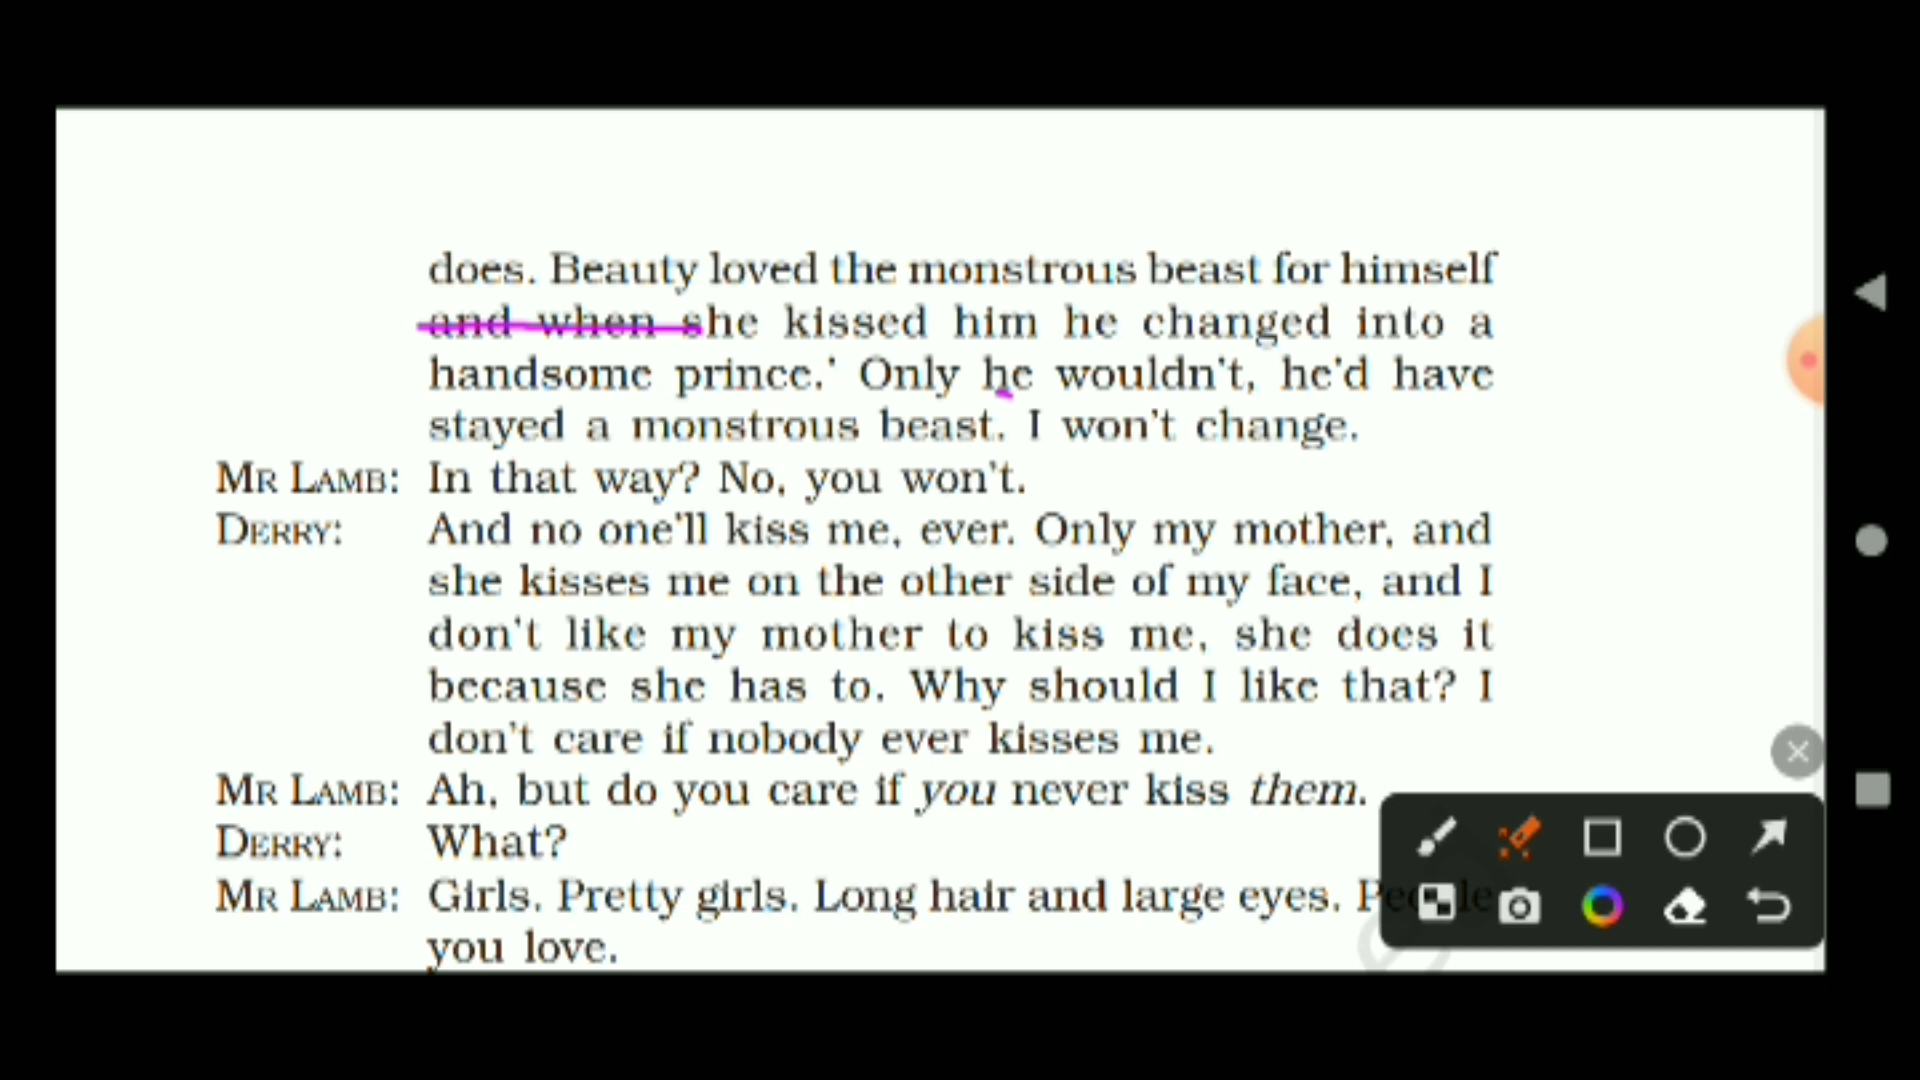 does. Beauty loved the monstrous beast for himself
and when she kissed him he changed into a
handsome prince.' Only he wouldn't, he'd have
stayed a monstrous beast. I won't change.
MR LAMB: In that way? No, you won't.
DERRY: And no one'll kiss me, ever. Only my mother, and
she kisses me on the other side of my face, and I
don't like my mother to kiss me, she does it
because she has to. Why should I like that? I
don't care if nobody ever kisses me.
MR LAMB: Ah, but do you care if you never kiss them.
DERRY: What?
MR LAMB: Girls. Pretty girls. Long hair and large eyes. People
you love.